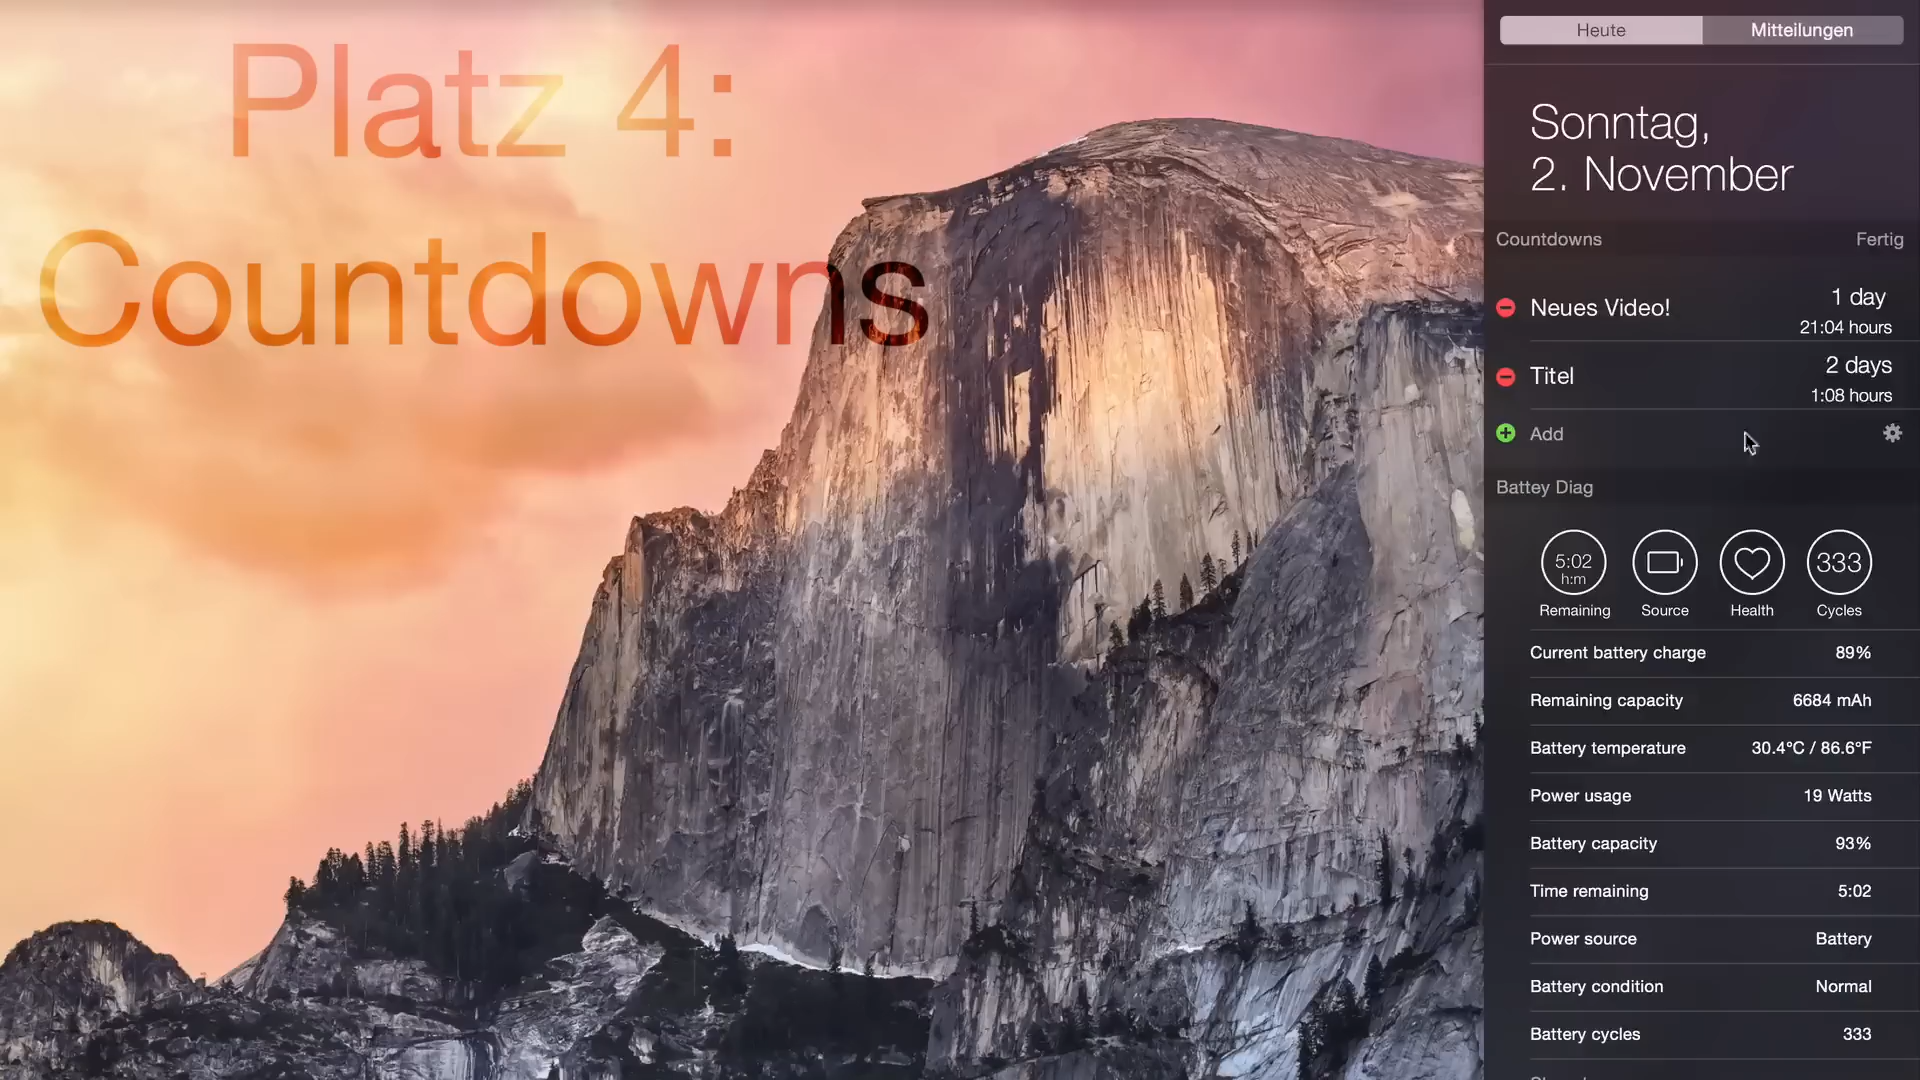 Platz 4:
Countdowns
Heute
Mitteilungen
Sonntag,
2. November
Countdowns
Fertig
Neues Video!
1 day
21:04 hours
Titel
2 days
1:08 hours
Add
Battey Diag
5:02
h:m
333
Remaining
Source
Health
Cycles
Current battery charge 89%
Remaining capacity 6684 mAh
Battery temperature 30.4°C / 86.6°F
Power usage 19 Watts
Battery capacity 93%
Time remaining 5:02
Power source Battery
Battery condition Normal
Battery cycles 333